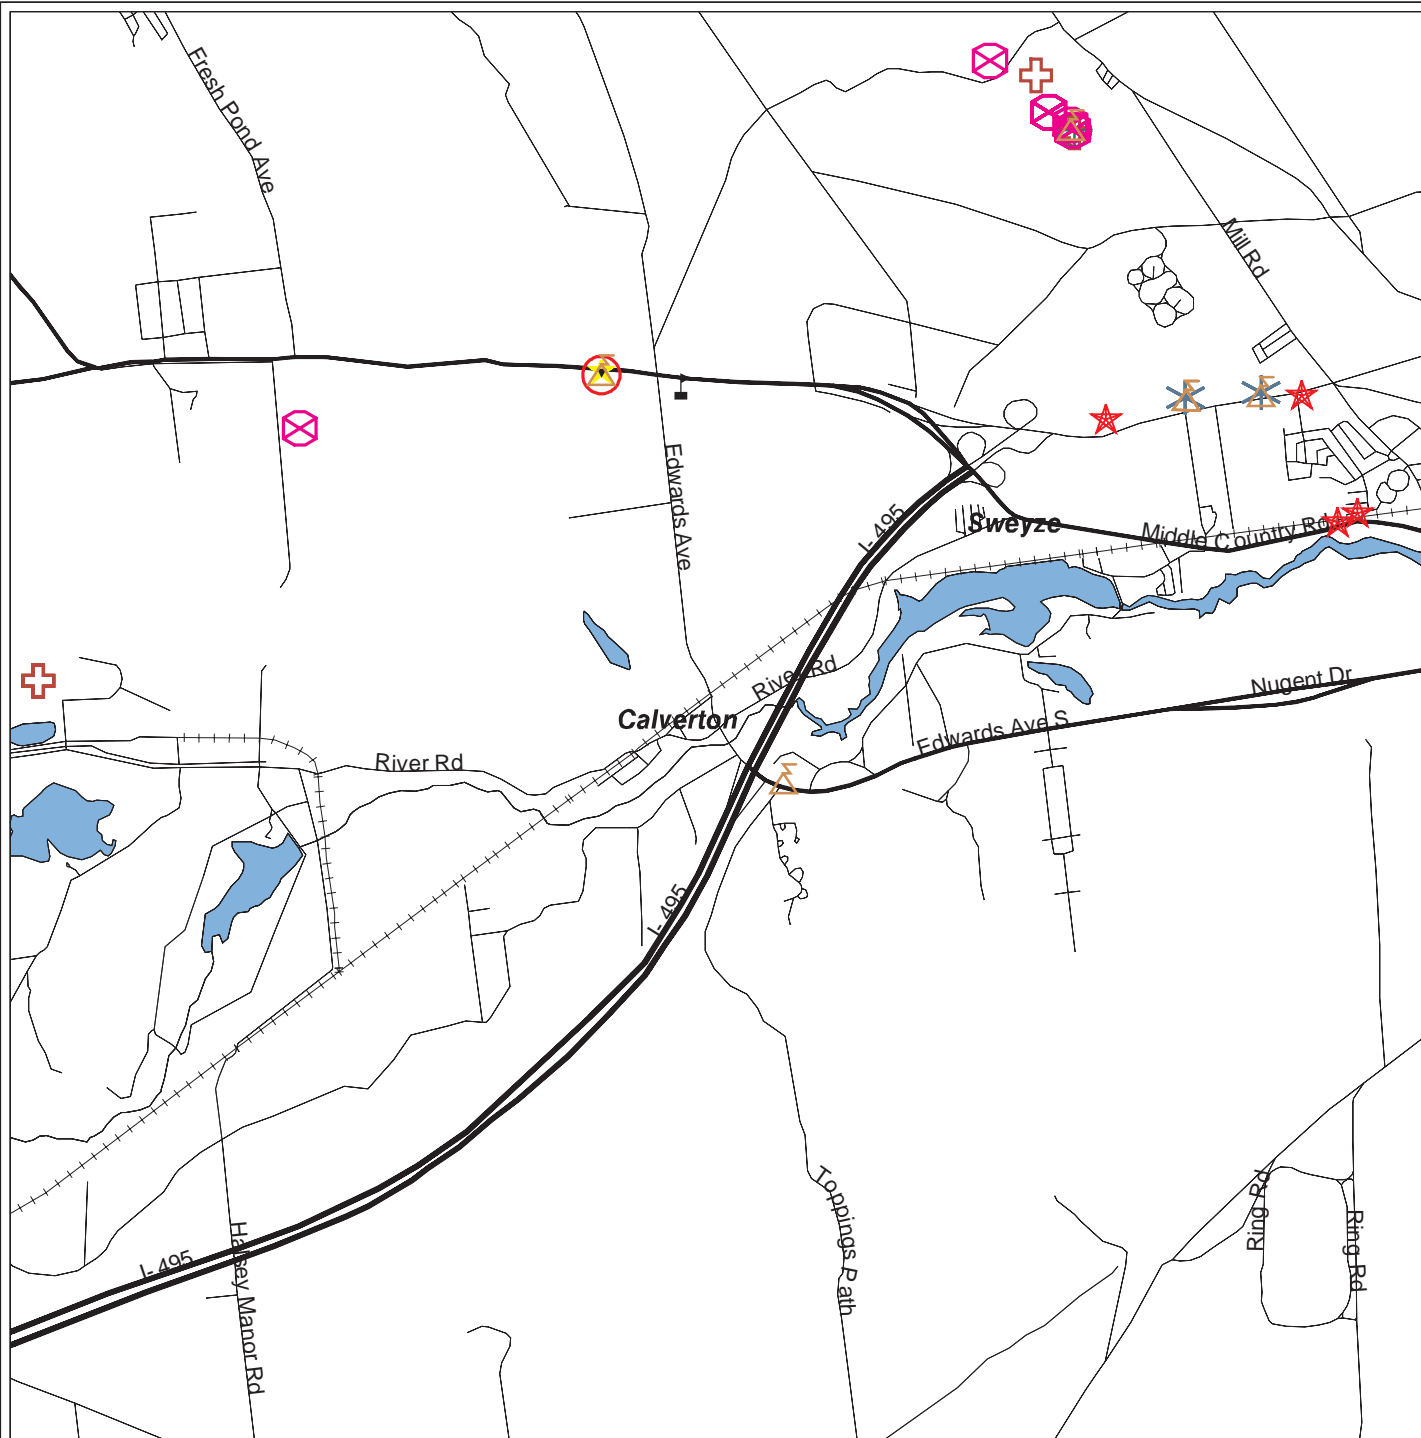 Fresh Pond Ave
Mill Rd
Edwards Ave
I- 495
Sweyze
Middle Country Rd
River Rd
Nugent Dr
Calverton
Edwards Ave S
River Rd
I- 495
Toppings Path
Ring Rd
Ring Rd
I- 495
Halsey Manor Rd